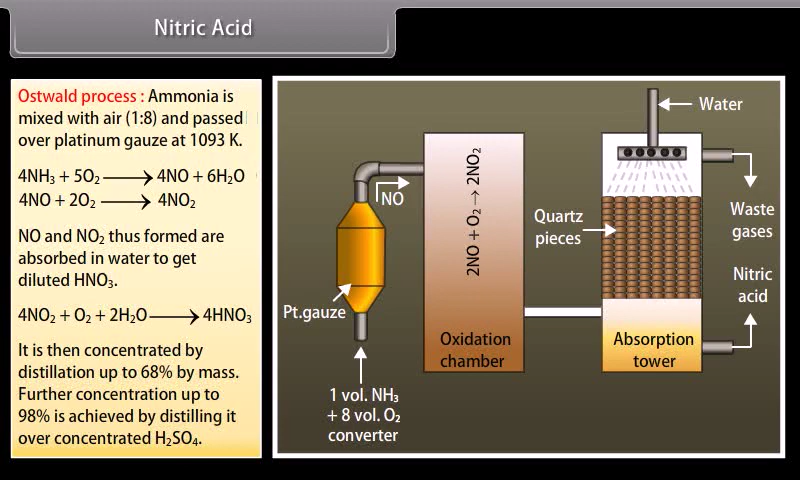 Nitric Acid
Ostwald process : Ammonia is
mixed with air (1:8) and passed
over platinum gauze at 1093 K.
4NH₃ + 5O₂ ⟶ 4NO + 6H₂O
4NO + 2O₂ ⟶ 4NO₂
NO and NO₂ thus formed are
absorbed in water to get
diluted HNO₃.
4NO₂ + O₂ + 2H₂O ⟶ 4HNO₃
It is then concentrated by
distillation up to 68% by mass.
Further concentration up to
98% is achieved by distilling it
over concentrated H₂SO₄.
NO
Pt.gauze
1 vol. NH₃
+ 8 vol. O₂
converter
2NO + O₂ → 2NO₂
Oxidation
chamber
Water
Quartz
pieces
Waste
gases
Nitric
acid
Absorption
tower